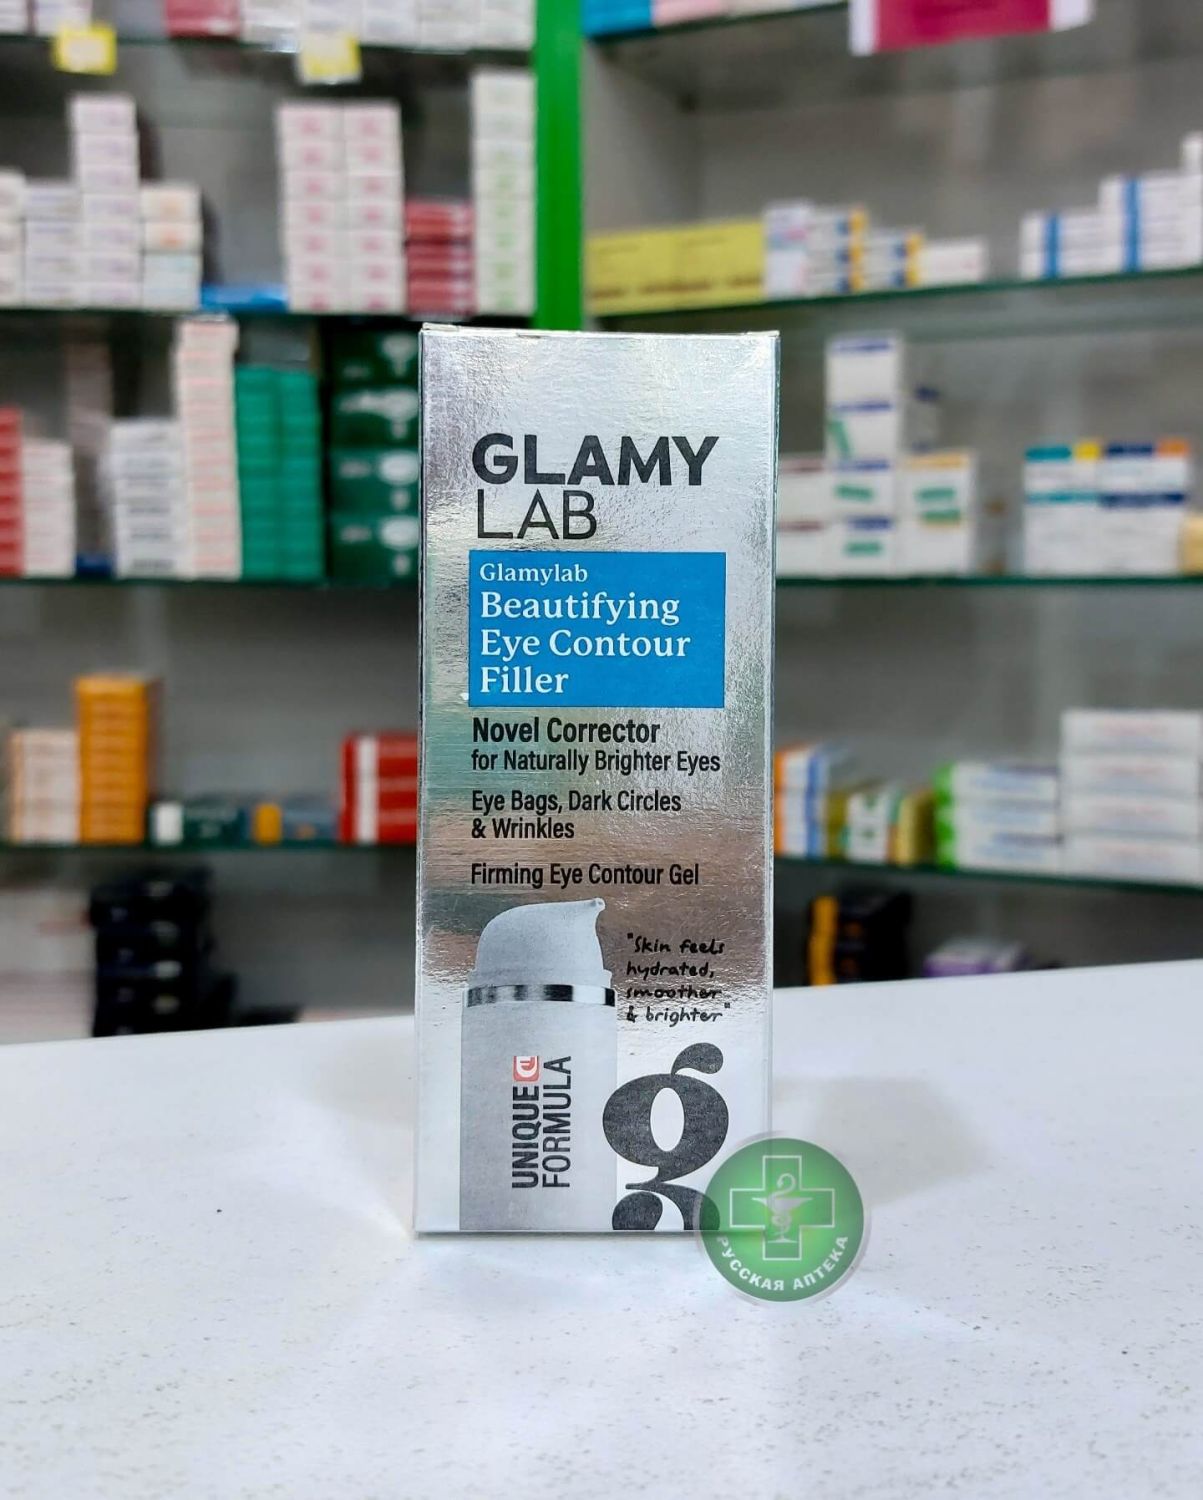 GLAMY
LAB
Glamylab
Beautifying
Eye Contour
Filler
Novel Corrector
for Naturally Brighter Eyes
Eye Bags, Dark Circles
& Wrinkles
Firming Eye Contour Gel
"Skin feels
hydrated,
smoother
& brighter"
UNIQUE
FORMULA
g
РУССКАЯ АПТЕКА